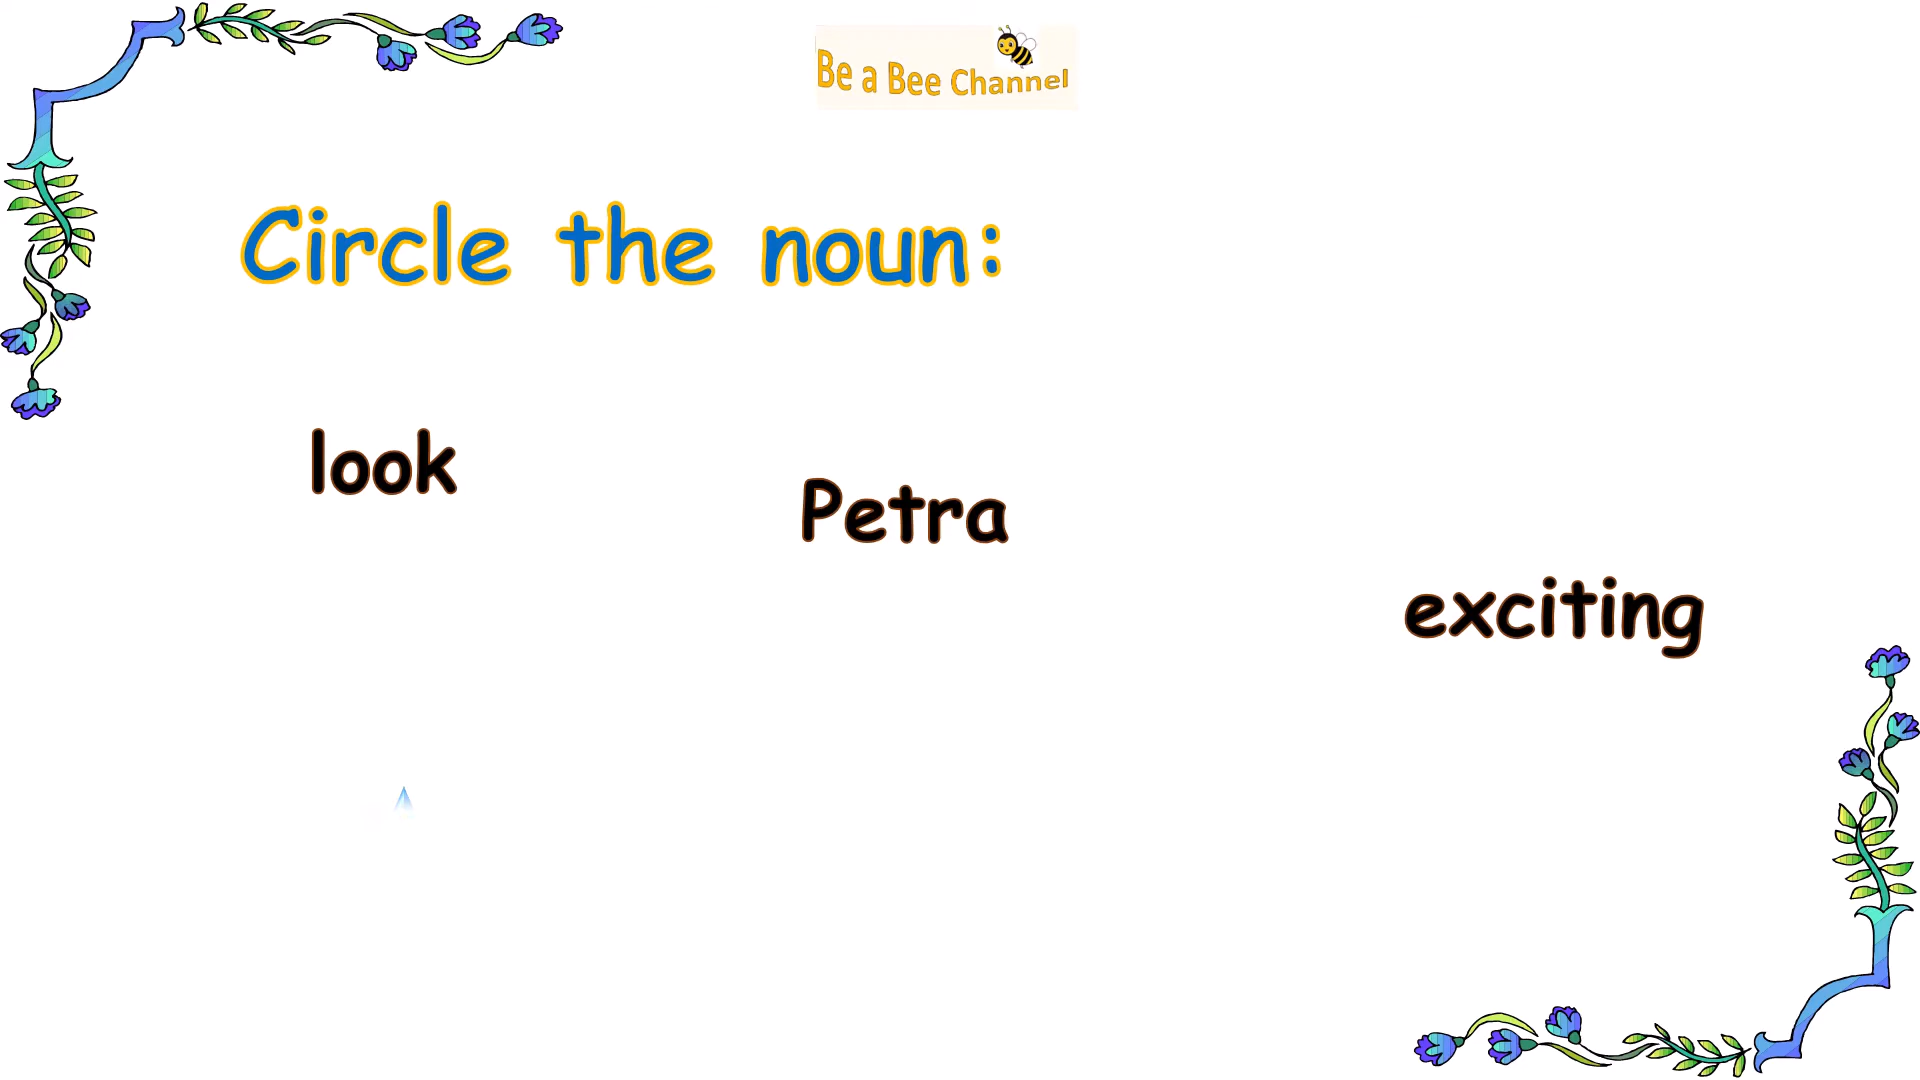 Be a Bee Channel
Circle the noun:
look
Petra
exciting